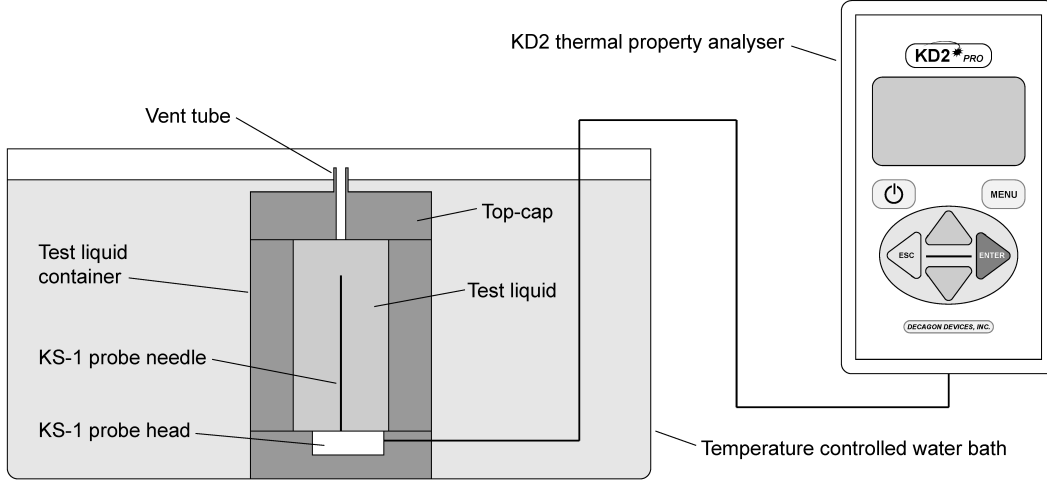 KD2 thermal property analyser
KD2 PRO
Vent tube
MENU
Top-cap
Test liquid
container
ESC
ENTER
Test liquid
DECAGON DEVICES, INC.
KS-1 probe needle
KS-1 probe head
Temperature controlled water bath